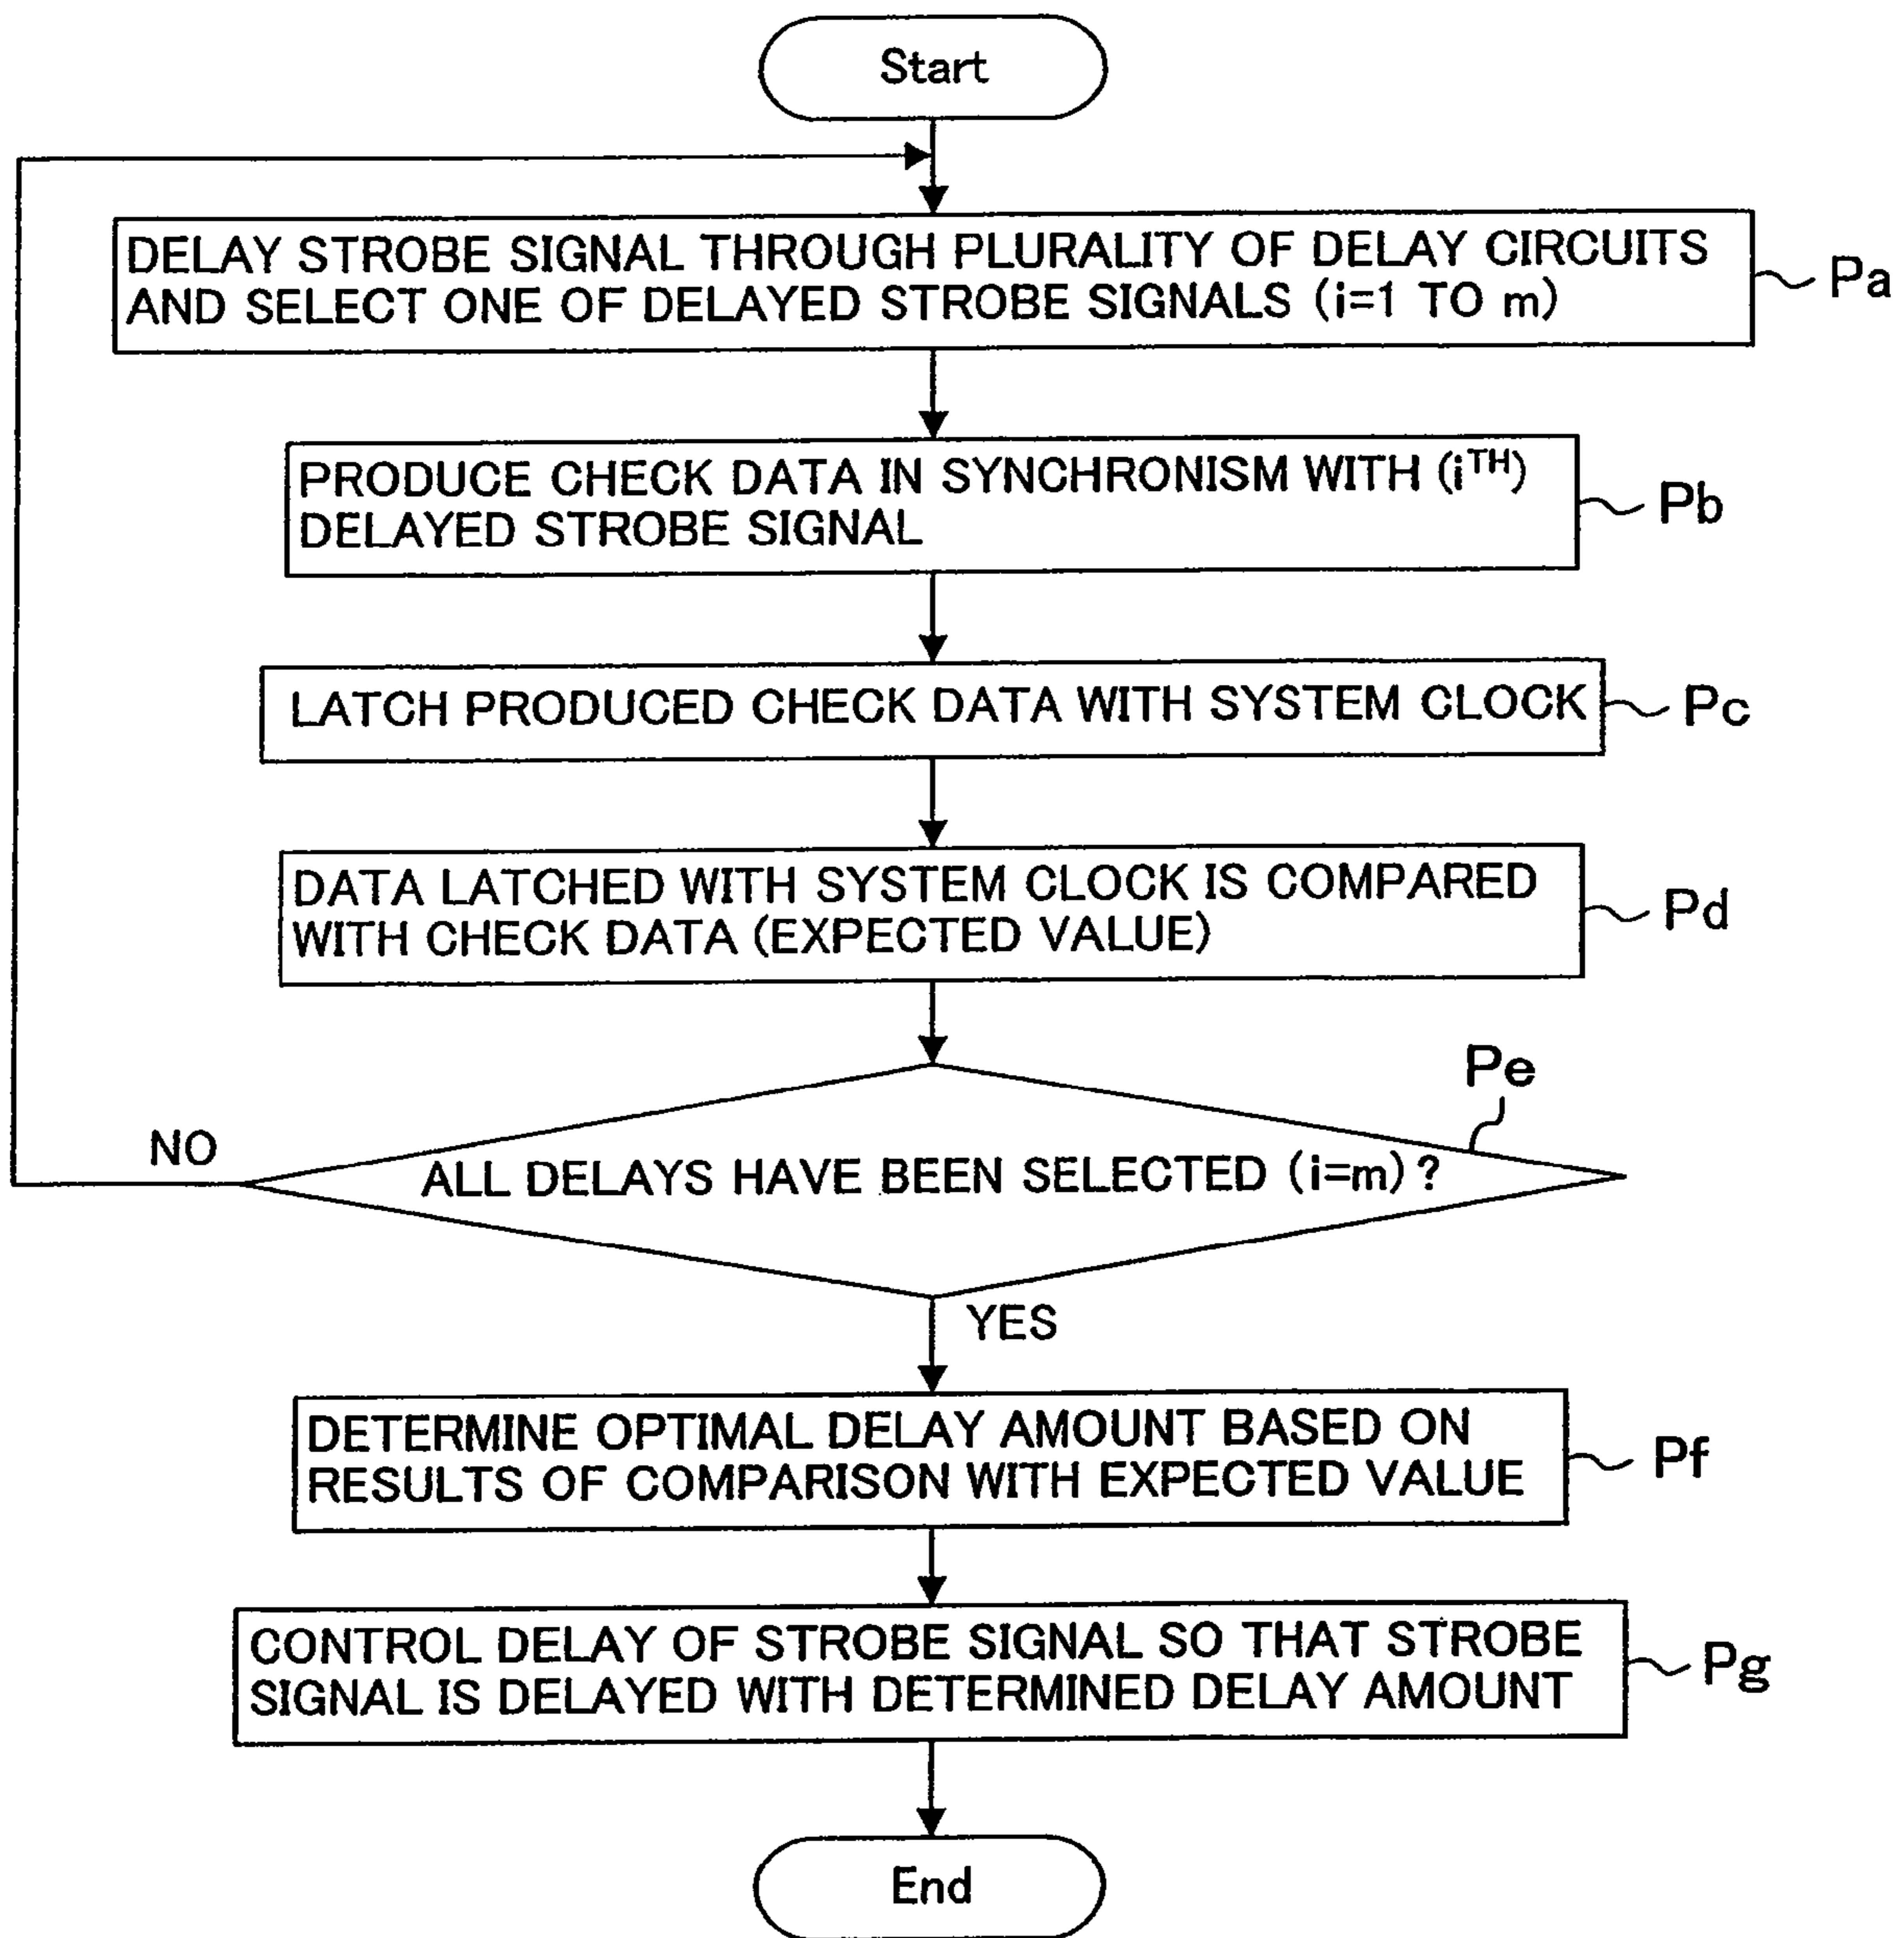 Start
DELAY STROBE SIGNAL THROUGH PLURALITY OF DELAY CIRCUITS
AND SELECT ONE OF DELAYED STROBE SIGNALS (i=1 TO m)
Pa
PRODUCE CHECK DATA IN SYNCHRONISM WITH (iTH)
DELAYED STROBE SIGNAL
Pb
LATCH PRODUCED CHECK DATA WITH SYSTEM CLOCK
Pc
DATA LATCHED WITH SYSTEM CLOCK IS COMPARED
WITH CHECK DATA (EXPECTED VALUE)
Pd
Pe
NO
ALL DELAYS HAVE BEEN SELECTED (i=m)?
YES
DETERMINE OPTIMAL DELAY AMOUNT BASED ON
RESULTS OF COMPARISON WITH EXPECTED VALUE
Pf
CONTROL DELAY OF STROBE SIGNAL SO THAT STROBE
SIGNAL IS DELAYED WITH DETERMINED DELAY AMOUNT
Pg
End